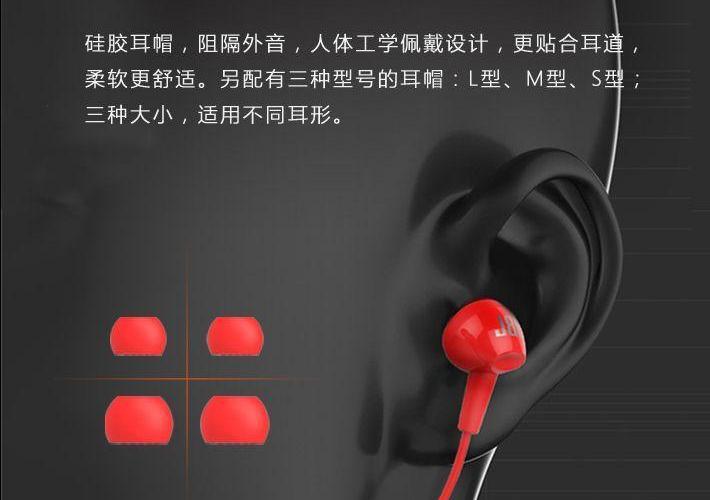 硅胶耳帽，阻隔外音，人体工学佩戴设计，更贴合耳道，
柔软更舒适。另配有三种型号的耳帽：L型、M型、S型；
三种大小，适用不同耳形。
JBL